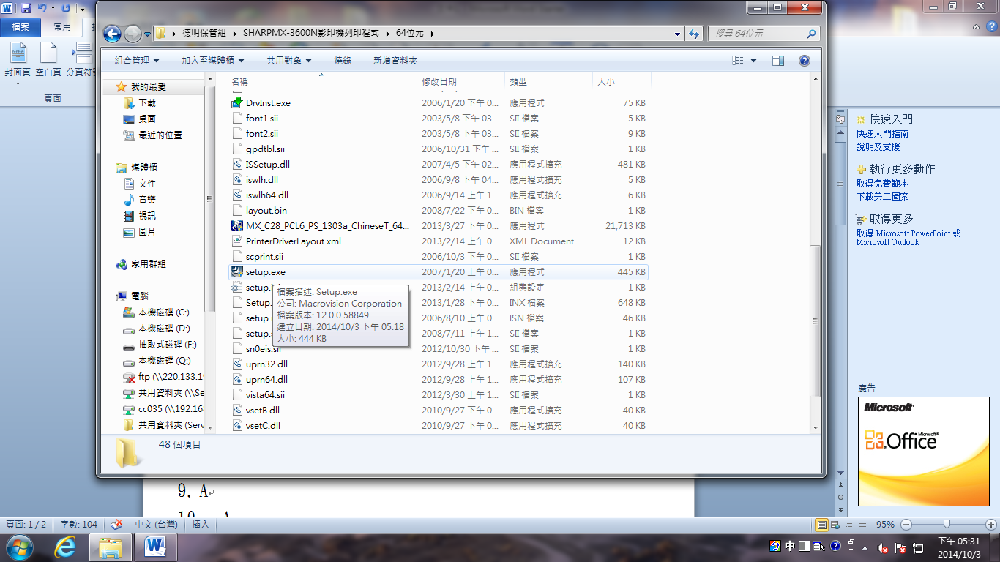 檔案
常用
封面頁
空白頁
分頁符號
頁面
德明保管組
SHARPMX-3600N影印機列印程式
64位元
搜尋 64位元
組合管理
加入至媒體櫃
共用對象
燒錄
新增資料夾
我的最愛
下載
桌面
最近的位置
媒體櫃
文件
音樂
視訊
圖片
家用群組
電腦
本機磁碟 (C:)
本機磁碟 (D:)
抽取式磁碟 (F:)
本機磁碟 (Q:)
ftp (\\220.133.1
共用資料夾 (\\Se
cc035 (\\192.16
共用資料夾 (Serv
名稱 修改日期 類型 大小
DrvInst.exe 2006/1/20 下午 0... 應用程式 75 KB
font1.sii 2003/5/8 下午 03... SII 檔案 5 KB
font2.sii 2003/5/8 下午 03... SII 檔案 9 KB
gpdtbl.sii 2006/10/31 下午 ... SII 檔案 1 KB
ISSetup.dll 2007/4/5 下午 02... 應用程式擴充 481 KB
iswlh.dll 2006/9/8 下午 04... 應用程式擴充 5 KB
iswlh64.dll 2006/9/14 上午 1... 應用程式擴充 6 KB
layout.bin 2008/7/22 下午 0... BIN 檔案 1 KB
MX_C28_PCL6_PS_1303a_ChineseT_64... 2013/3/27 下午 0... 應用程式 21,713 KB
PrinterDriverLayout.xml 2013/2/14 上午 0... XML Document 12 KB
scprint.sii 2006/10/3 下午 0... SII 檔案 1 KB
setup.exe 2007/1/20 上午 0... 應用程式 445 KB
setup.i 2013/2/14 上午 0... 組態設定 1 KB
Setup. 2013/1/28 下午 0... INX 檔案 648 KB
setup.i 2006/8/10 上午 0... ISN 檔案 46 KB
setup.s 2008/7/11 上午 1... SII 檔案 1 KB
sn0eis.sii 2012/10/30 下午 ... SII 檔案 1 KB
uprn32.dll 2012/9/28 上午 1... 應用程式擴充 140 KB
uprn64.dll 2012/9/28 上午 1... 應用程式擴充 107 KB
vista64.sii 2012/3/30 上午 1... SII 檔案 1 KB
vsetB.dll 2010/9/27 下午 0... 應用程式擴充 40 KB
vsetC.dll 2010/9/27 下午 0... 應用程式擴充 40 KB
檔案描述: Setup.exe
公司: Macrovision Corporation
檔案版本: 12.0.0.58849
建立日期: 2014/10/3 下午 05:18
大小: 444 KB
48 個項目
快速入門
快速入門指南
說明及支援
執行更多動作
取得免費範本
下載美工圖案
取得更多
取得 Microsoft PowerPoint 或
Microsoft Outlook
廣告
Microsoft
Microsoft
Office
9. A
10. A
頁面: 1 / 2
字數: 104
中文 (台灣)
插入
95%
中
下午 05:31
2014/10/3